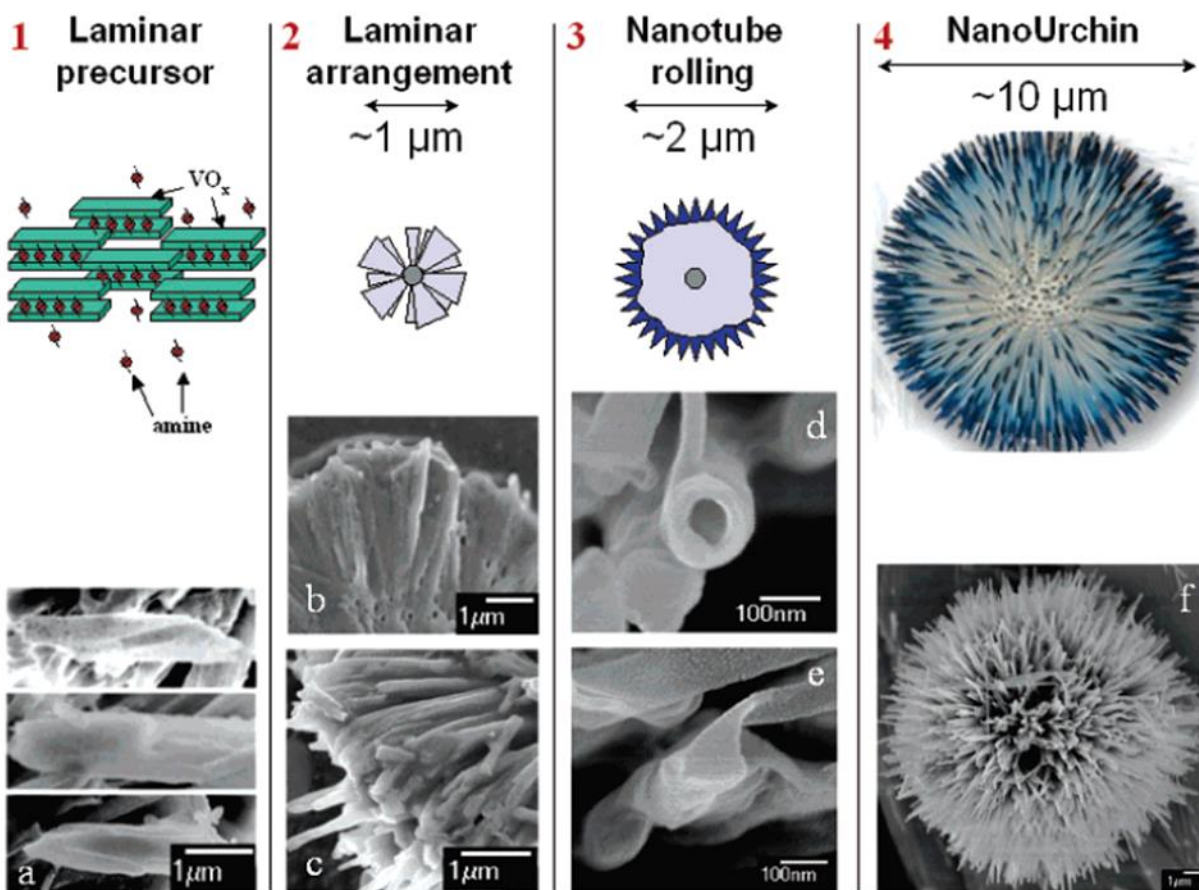 1 Laminar
precursor
VOx
amine
a
1μm
2 Laminar
arrangement
~1 μm
b
1μm
c
1μm
3 Nanotube
rolling
~2 μm
d
100nm
e
100nm
4 NanoUrchin
~10 μm
f
1μm